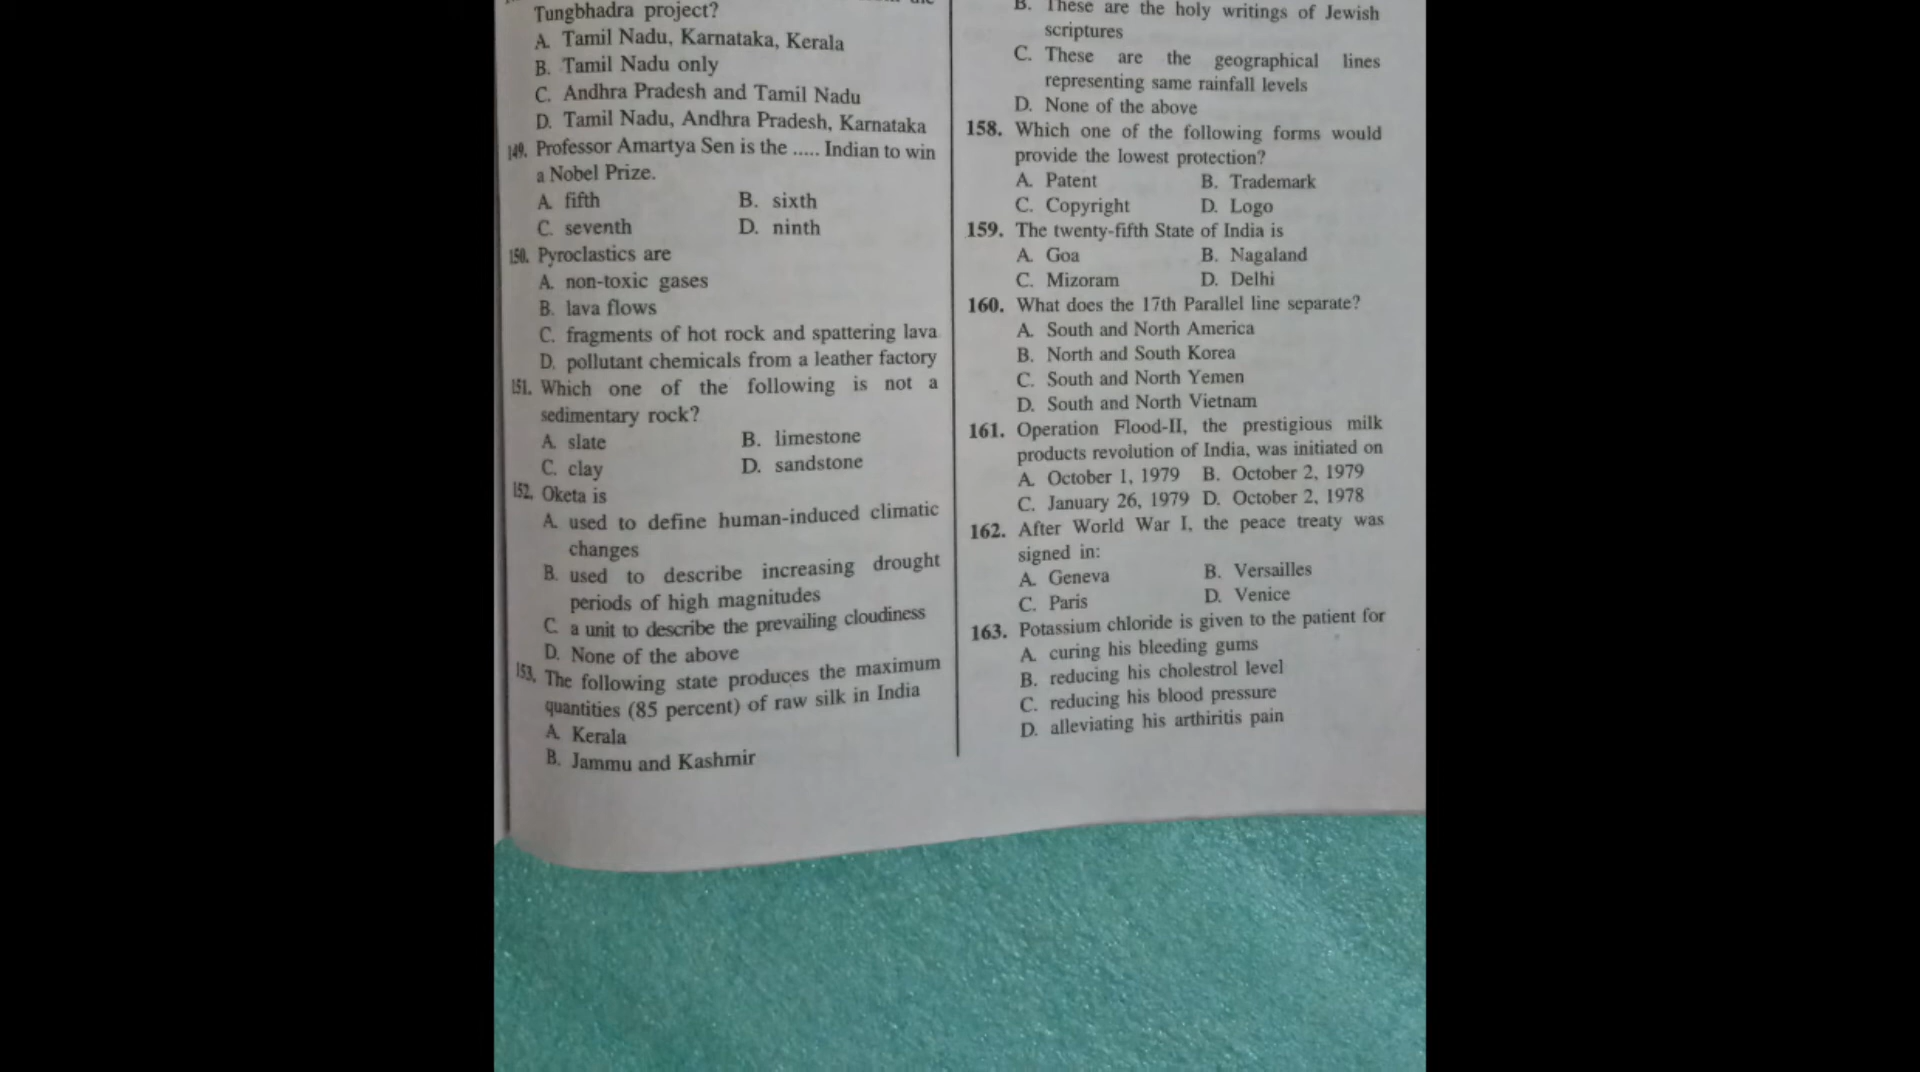 the
Tungbhadra project?
A. Tamil Nadu, Karnataka, Kerala
B. Tamil Nadu only
C. Andhra Pradesh and Tamil Nadu
D. Tamil Nadu, Andhra Pradesh, Karnataka
149. Professor Amartya Sen is the ..... Indian to win
a Nobel Prize.
A. fifth B. sixth
C. seventh D. ninth
150. Pyroclastics are
A. non-toxic gases
B. lava flows
C. fragments of hot rock and spattering lava
D. pollutant chemicals from a leather factory
151. Which one of the following is not a
sedimentary rock?
A. slate B. limestone
C. clay D. sandstone
152. Oketa is
A. used to define human-induced climatic
changes
B. used to describe increasing drought
periods of high magnitudes
C. a unit to describe the prevailing cloudiness
D. None of the above
153. The following state produces the maximum
quantities (85 percent) of raw silk in India
A. Kerala
B. Jammu and Kashmir
B. These are the holy writings of Jewish
scriptures
C. These are the geographical lines
representing same rainfall levels
D. None of the above
158. Which one of the following forms would
provide the lowest protection?
A. Patent B. Trademark
C. Copyright D. Logo
159. The twenty-fifth State of India is
A. Goa B. Nagaland
C. Mizoram D. Delhi
160. What does the 17th Parallel line separate?
A. South and North America
B. North and South Korea
C. South and North Yemen
D. South and North Vietnam
161. Operation Flood-II, the prestigious milk
products revolution of India, was initiated on
A. October 1, 1979 B. October 2, 1979
C. January 26, 1979 D. October 2, 1978
162. After World War I, the peace treaty was
signed in:
A. Geneva B. Versailles
C. Paris D. Venice
163. Potassium chloride is given to the patient for
A. curing his bleeding gums
B. reducing his cholestrol level
C. reducing his blood pressure
D. alleviating his arthiritis pain